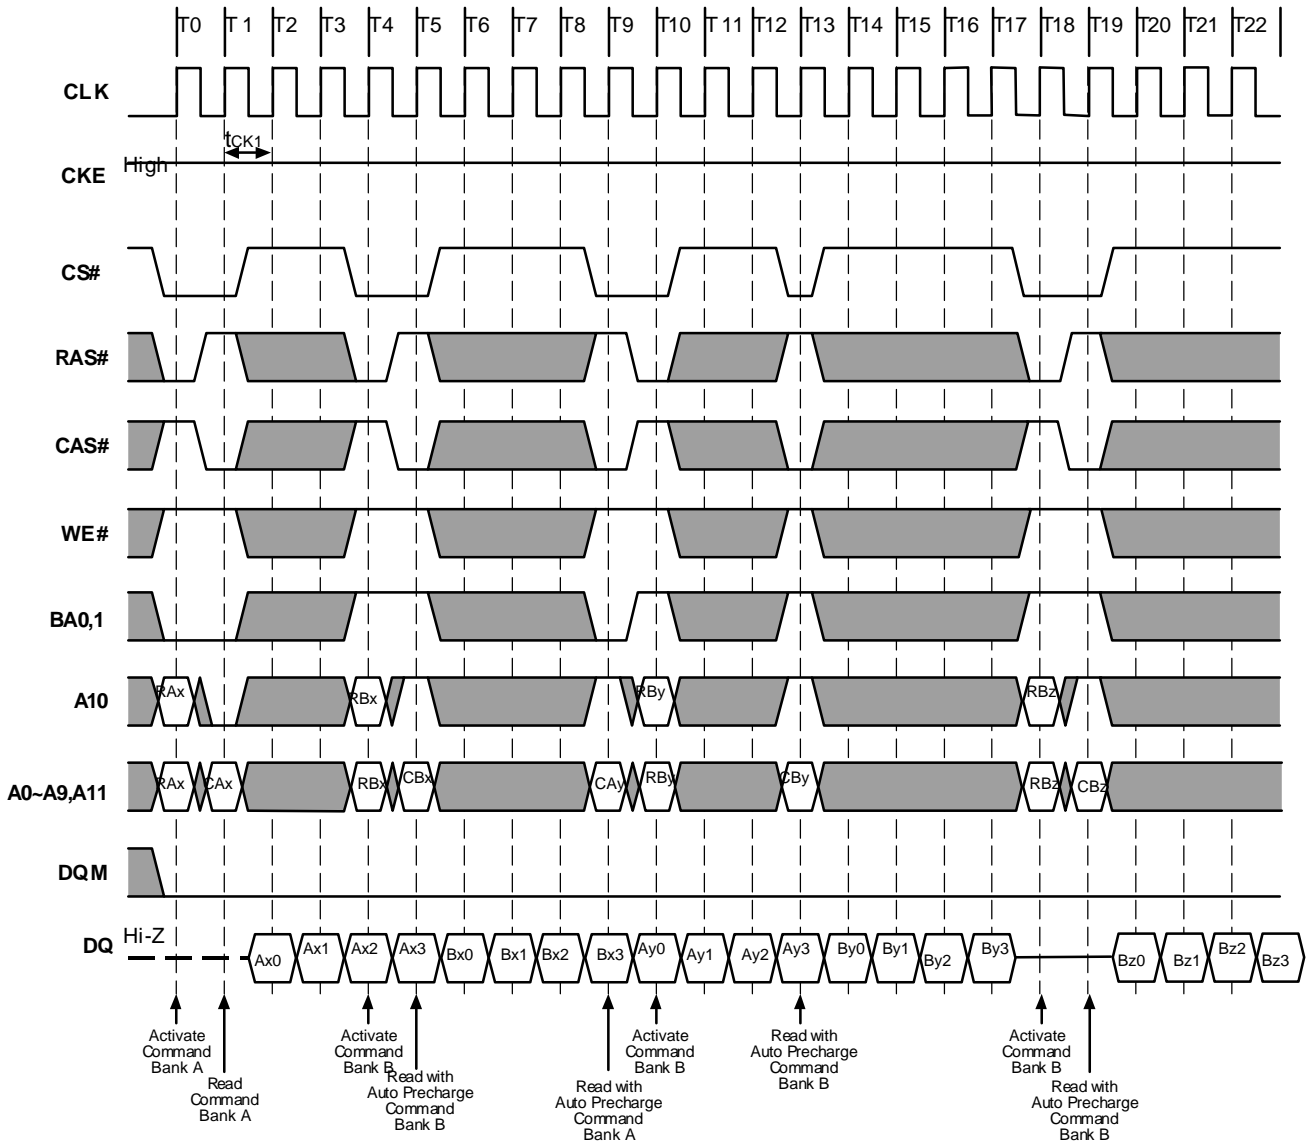 T0 T 1 T2 T3 T4 T5 T6 T7 T8 T9 T10 T 11 T12 T13 T14 T15 T16 T17 T18 T19 T20 T21 T22
CLK
tCK1
High
CKE
CS#
RAS#
CAS#
WE#
BA0,1
A10 RAx RBx RBy RBz
A0~A9,A11 RAx CAx RBx CBx CAy RBy CBy RBz CBz
DQM
Hi-Z
DQ Ax0 Ax1 Ax2 Ax3 Bx0 Bx1 Bx2 Bx3 Ay0 Ay1 Ay2 Ay3 By0 By1 By2 By3 Bz0 Bz1 Bz2 Bz3
Activate
Command
Bank A
Read
Command
Bank A
Activate
Command
Bank B
Read with
Auto Precharge
Command
Bank B
Read with
Auto Precharge
Command
Bank A
Activate
Command
Bank B
Read with
Auto Precharge
Command
Bank B
Activate
Command
Bank B
Read with
Auto Precharge
Command
Bank B